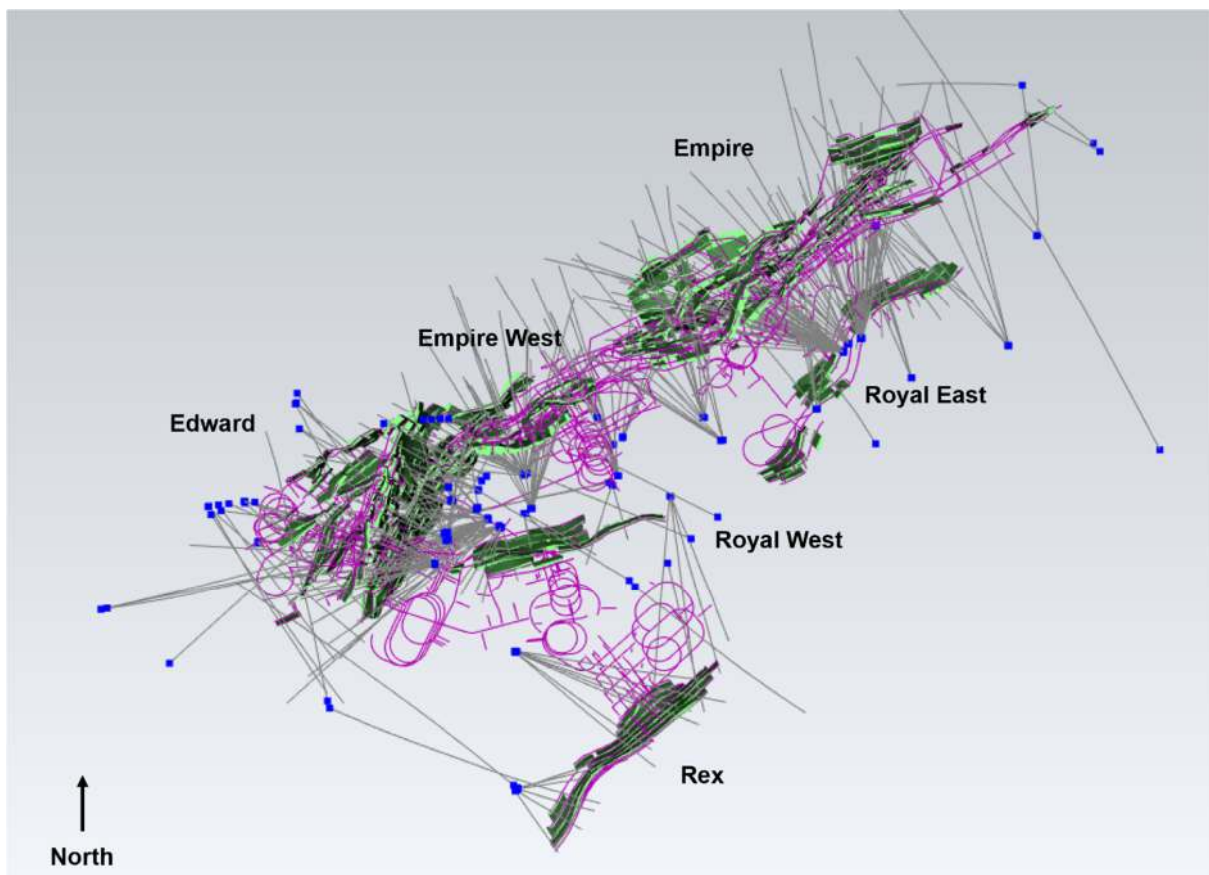 Empire
Empire West
Royal East
Edward
Royal West
Rex
North